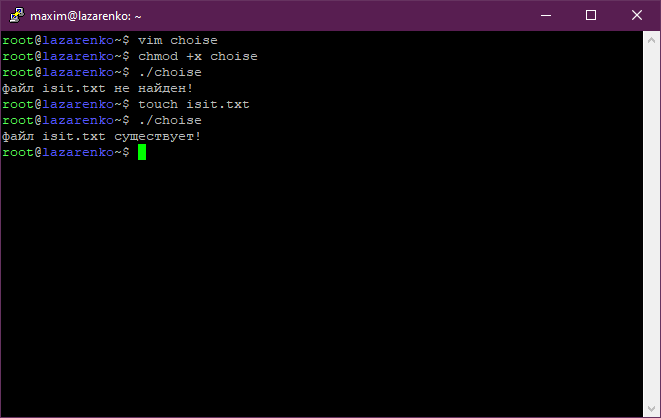 maxim@lazarenko: ~
root@lazarenko~$ vim choise
root@lazarenko~$ chmod +x choise
root@lazarenko~$ ./choise
файл isit.txt не найден!
root@lazarenko~$ touch isit.txt
root@lazarenko~$ ./choise
файл isit.txt существует!
root@lazarenko~$